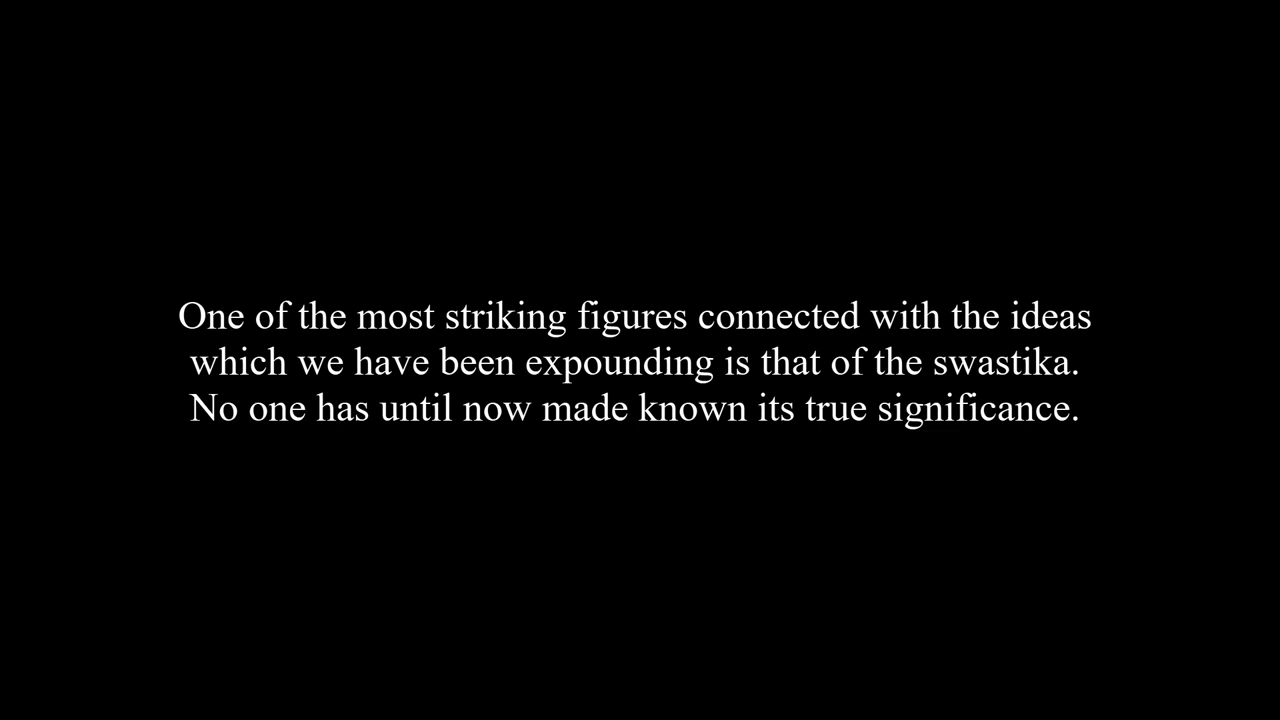 One of the most striking figures connected with the ideas
which we have been expounding is that of the swastika.
No one has until now made known its true significance.